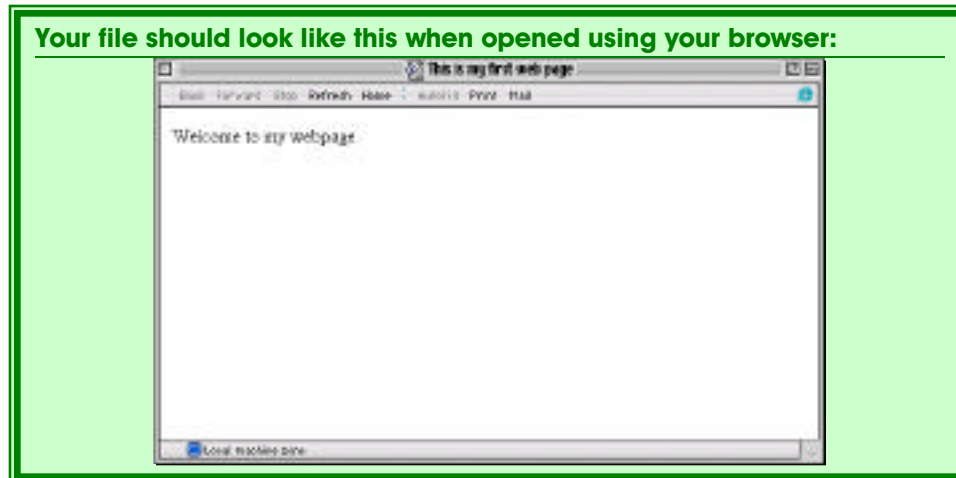 Your file should look like this when opened using your browser:
This is my first web page
Back Forward Stop Refresh Home AutoFill Print Mail
Welcome to my webpage
Local machine zone